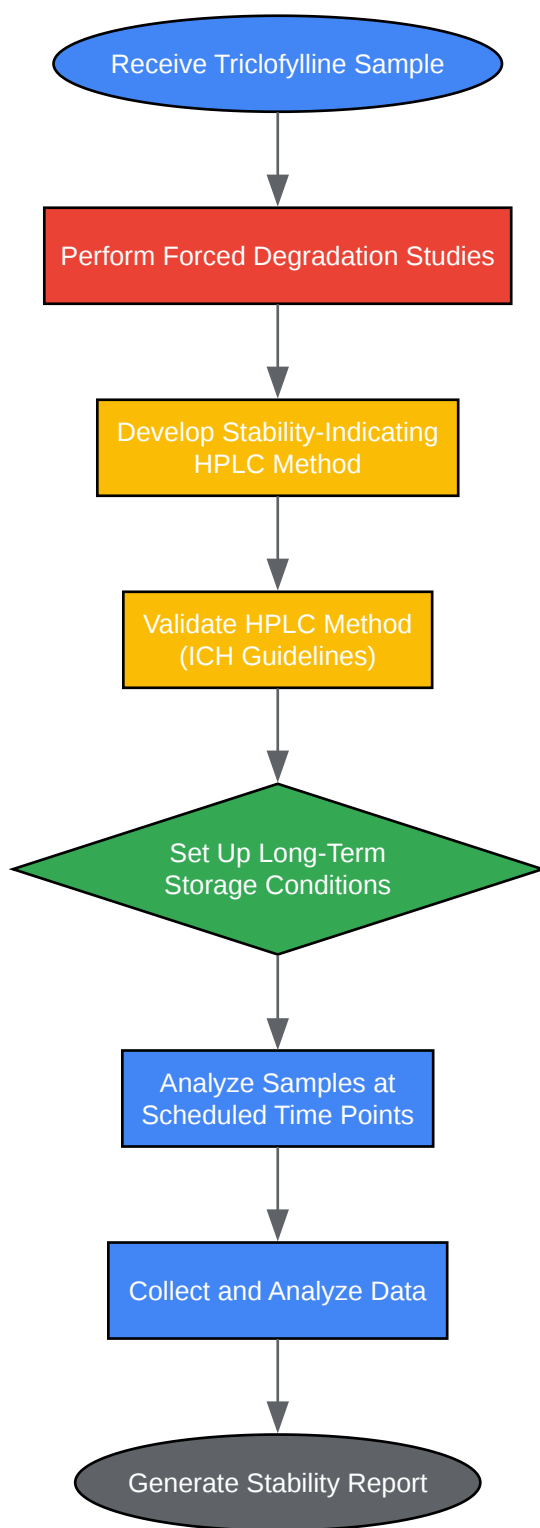 Receive Triclofylline Sample
Perform Forced Degradation Studies
Develop Stability-Indicating
HPLC Method
Validate HPLC Method
(ICH Guidelines)
Set Up Long-Term
Storage Conditions
Analyze Samples at
Scheduled Time Points
Collect and Analyze Data
Generate Stability Report